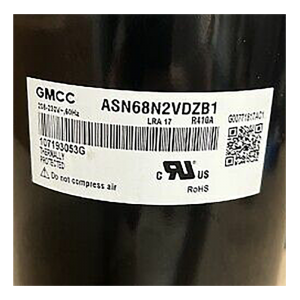 GMCC ASN68N2VDZB1
208-230V~,60Hz LRA 17 R410A
107193053G
THERMALLY
PROTECTED
Do not compress air
c US
RoHS